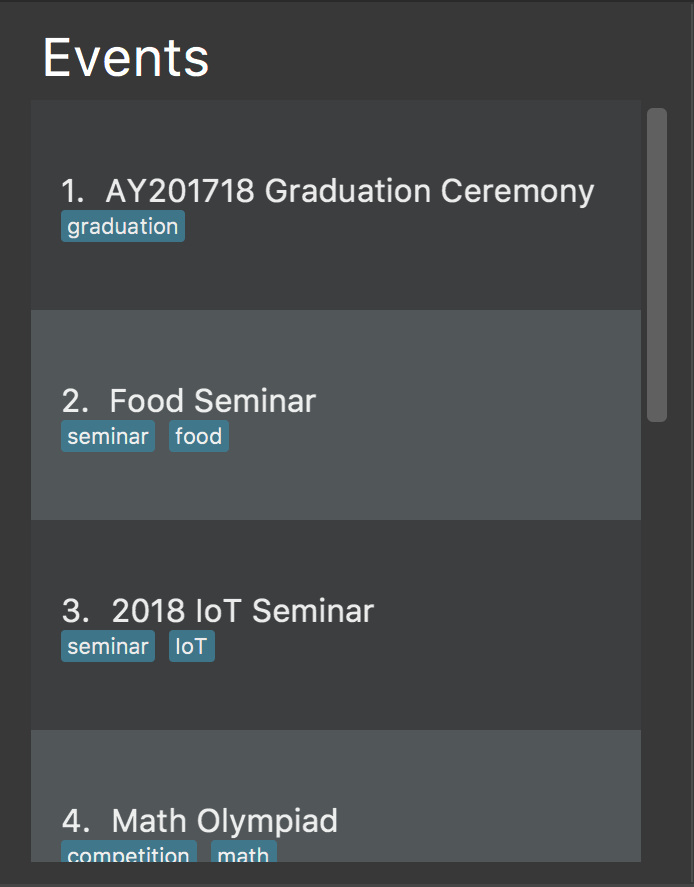 Events
1. AY201718 Graduation Ceremony
graduation
2. Food Seminar
seminar food
3. 2018 IoT Seminar
seminar IoT
4. Math Olympiad
competition math